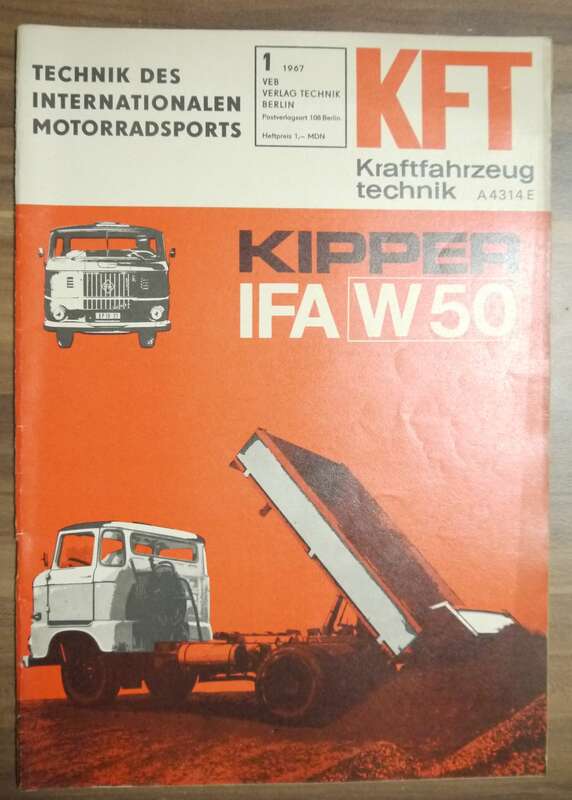 TECHNIK DES
INTERNATIONALEN
MOTORRADSPORTS
1 1967
VEB
VERLAG TECHNIK
BERLIN
Postverlagsort 108 Berlin
Heftpreis 1,– MDN
KFT
Kraftfahrzeug
technik A 4314 E
KIPPER
IFA W 50